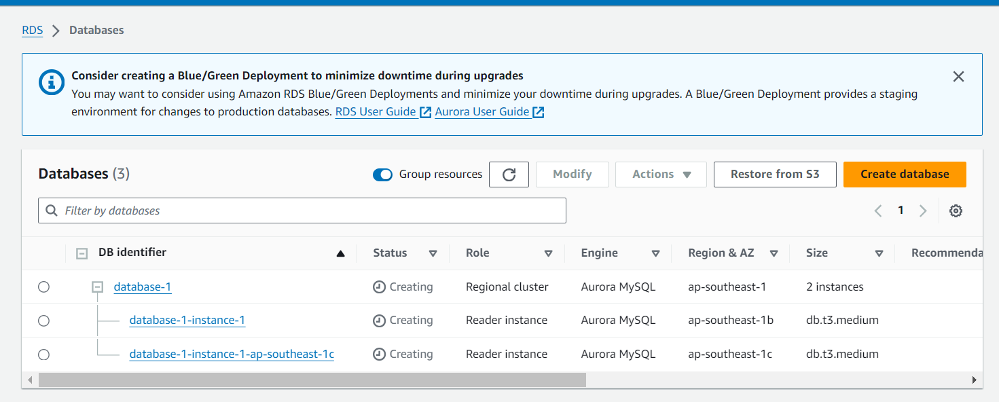 RDS > Databases
Consider creating a Blue/Green Deployment to minimize downtime during upgrades
You may want to consider using Amazon RDS Blue/Green Deployments and minimize your downtime during upgrades. A Blue/Green Deployment provides a staging
environment for changes to production databases. RDS User Guide Aurora User Guide
Databases (3) Group resources Modify Actions Restore from S3 Create database
Filter by databases 1
DB identifier Status Role Engine Region & AZ Size Recommenda
database-1 Creating Regional cluster Aurora MySQL ap-southeast-1 2 instances
database-1-instance-1 Creating Reader instance Aurora MySQL ap-southeast-1b db.t3.medium
database-1-instance-1-ap-southeast-1c Creating Reader instance Aurora MySQL ap-southeast-1c db.t3.medium